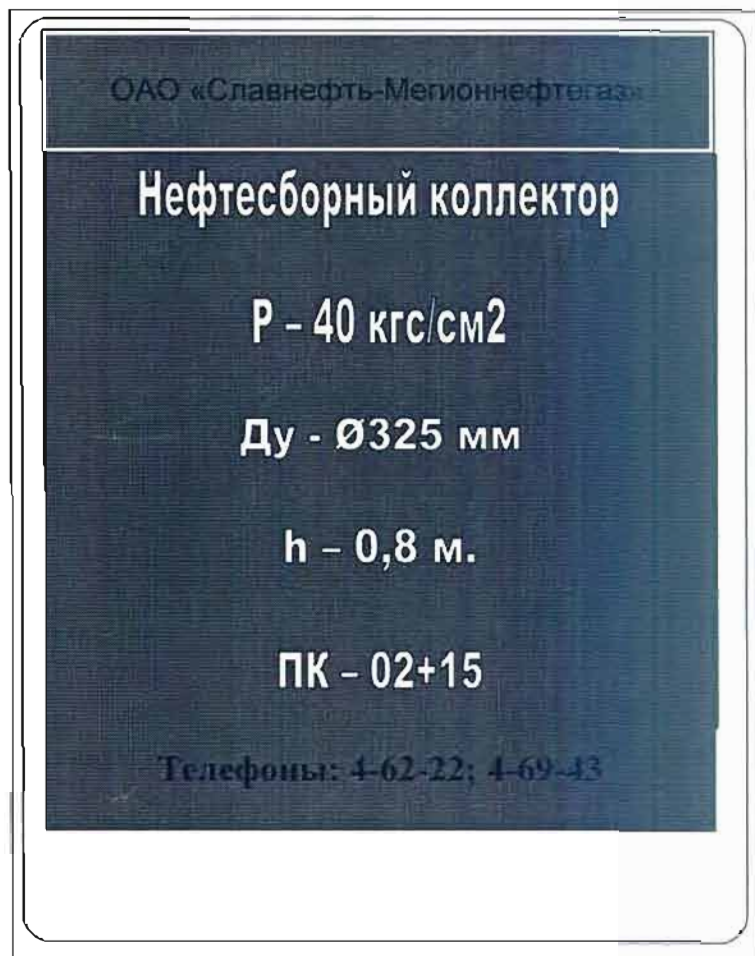 ОАО «Славнефть-Мегионнефтегаз»
Нефтесборный коллектор
Р – 40 кгс/см2
Ду - Ø325 мм
h – 0,8 м.
ПК – 02+15
Телефоны: 4-62-22; 4-69-43